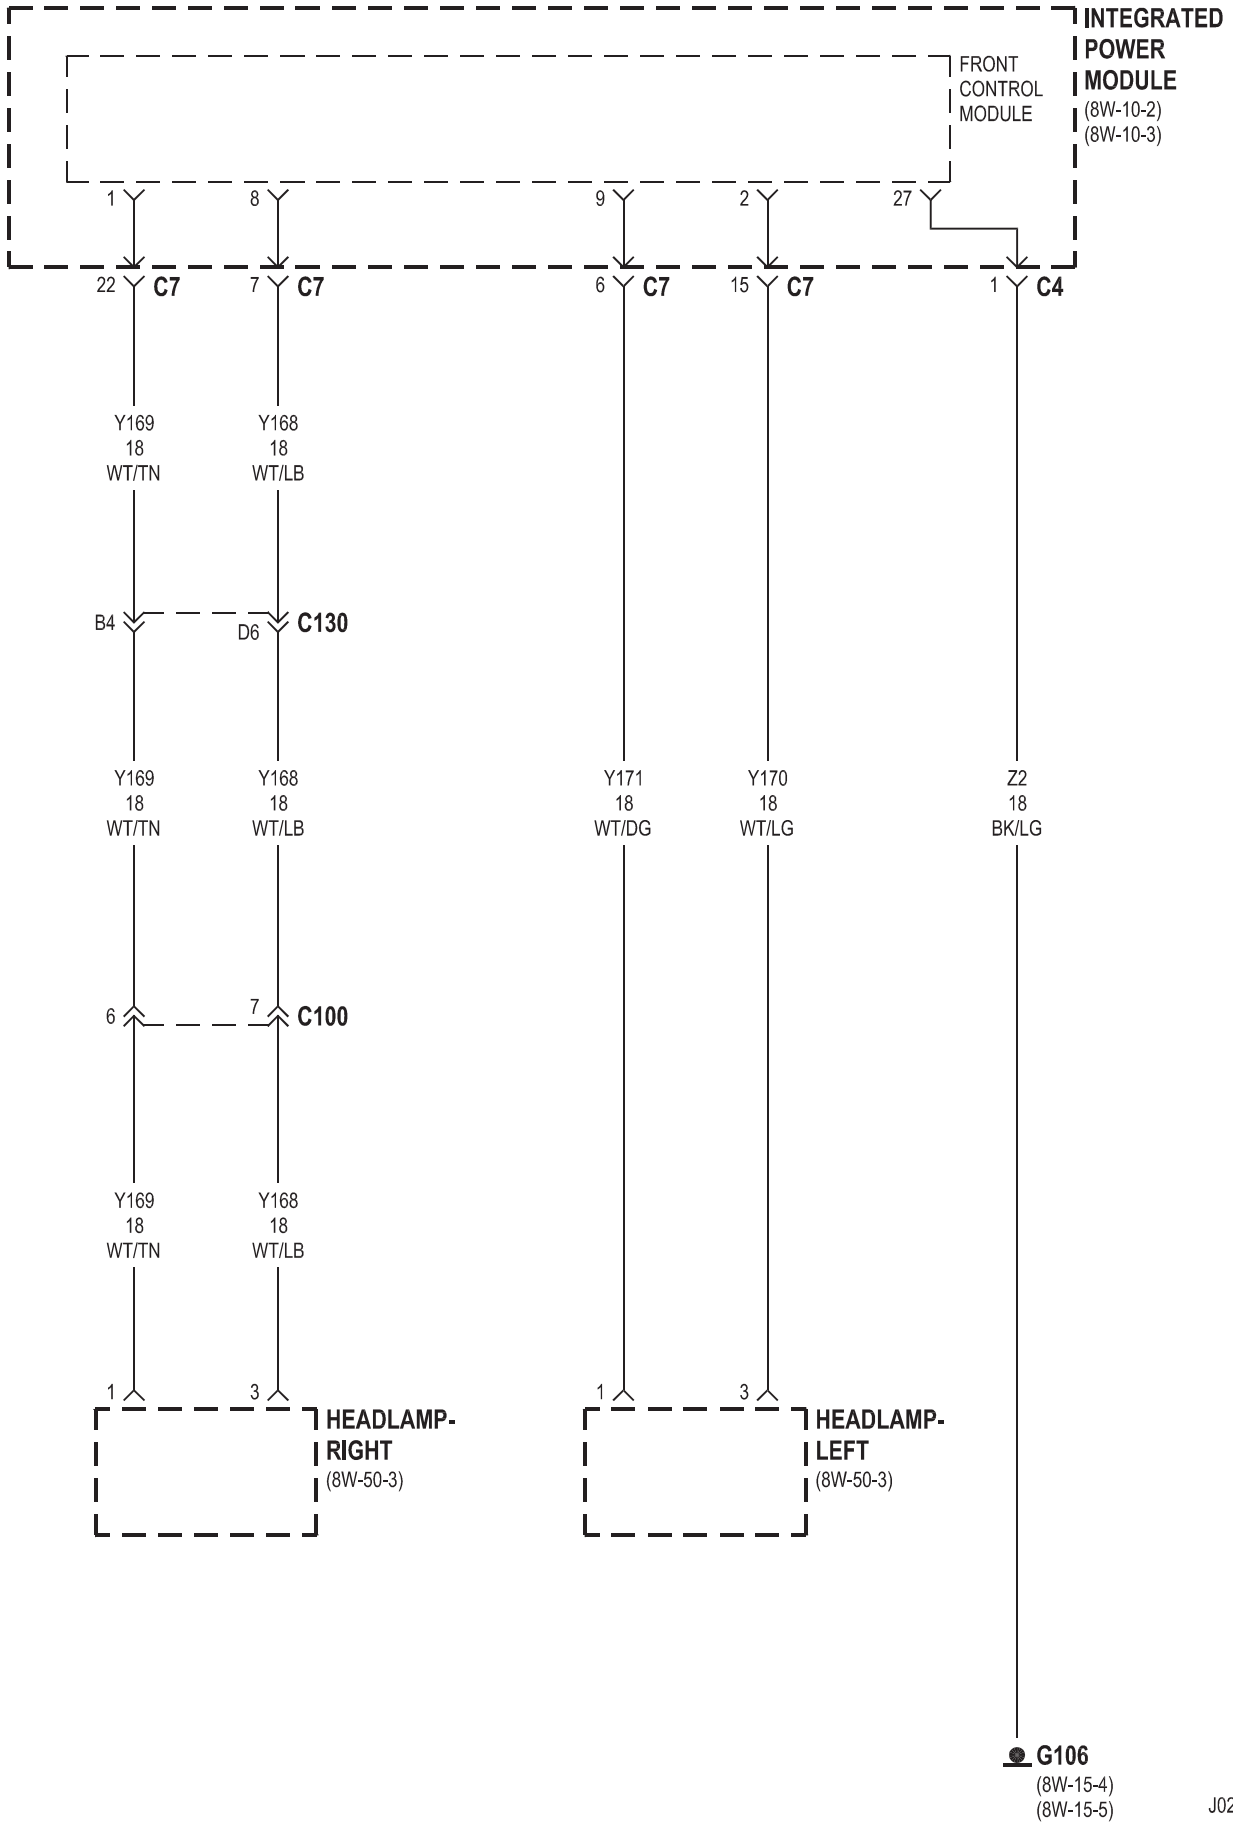 INTEGRATED
POWER
MODULE
(8W-10-2)
(8W-10-3)
FRONT
CONTROL
MODULE
1
8
9
2
27
22 C7
7 C7
6 C7
15 C7
1 C4
Y169
18
WT/TN
Y168
18
WT/LB
B4
D6
C130
Y169
18
WT/TN
Y168
18
WT/LB
Y171
18
WT/DG
Y170
18
WT/LG
Z2
18
BK/LG
6
7
C100
Y169
18
WT/TN
Y168
18
WT/LB
1
3
1
3
HEADLAMP-
RIGHT
(8W-50-3)
HEADLAMP-
LEFT
(8W-50-3)
G106
(8W-15-4)
(8W-15-5)
J02